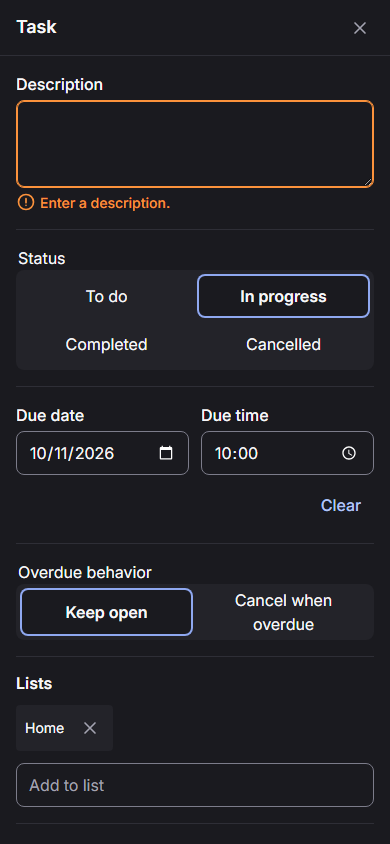 Task
Description
Enter a description.
Status
To do
In progress
Completed
Cancelled
Due date
Due time
10/11/2026
10:00
Clear
Overdue behavior
Keep open
Cancel when
overdue
Lists
Home
Add to list